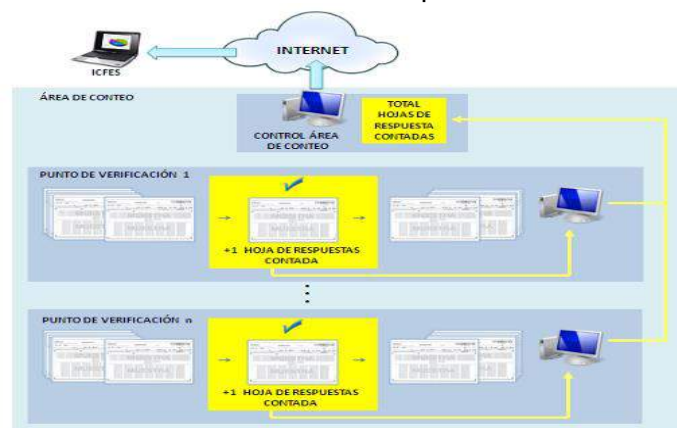 INTERNET
ICFES
ÁREA DE CONTEO
CONTROL ÁREA
DE CONTEO
TOTAL
HOJAS DE
RESPUESTA
CONTADAS
PUNTO DE VERIFICACIÓN 1
+1 HOJA DE RESPUESTAS
CONTADA
PUNTO DE VERIFICACIÓN n
+1 HOJA DE RESPUESTAS
CONTADA